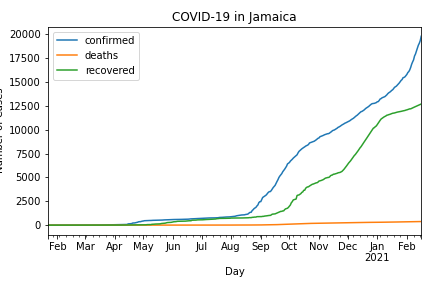 COVID-19 in Jamaica
confirmed
deaths
recovered
20000
17500
15000
12500
10000
7500
5000
2500
0
Feb Mar Apr May Jun Jul Aug Sep Oct Nov Dec Jan Feb
2021
Day